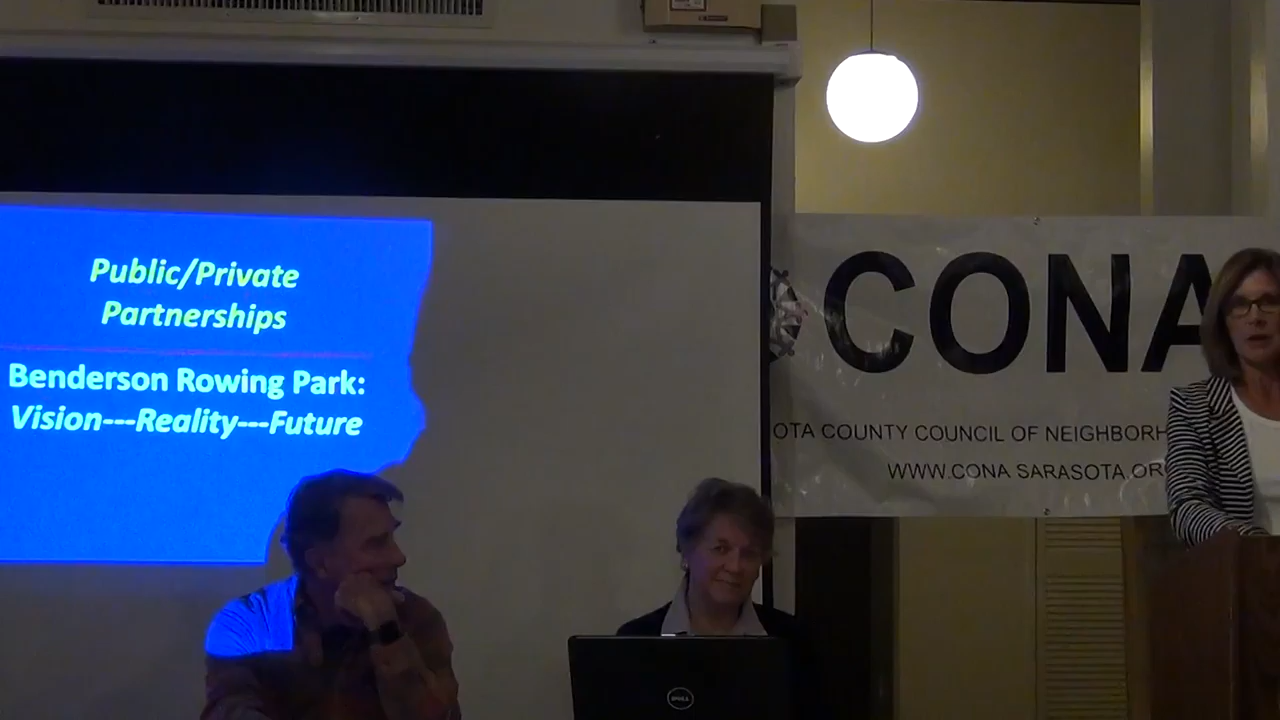 Public/Private
Partnerships
Benderson Rowing Park:
Vision---Reality---Future
CONA
OTA COUNTY COUNCIL OF NEIGHBORH
WWW.CONA SARASOTA.OR
DELL